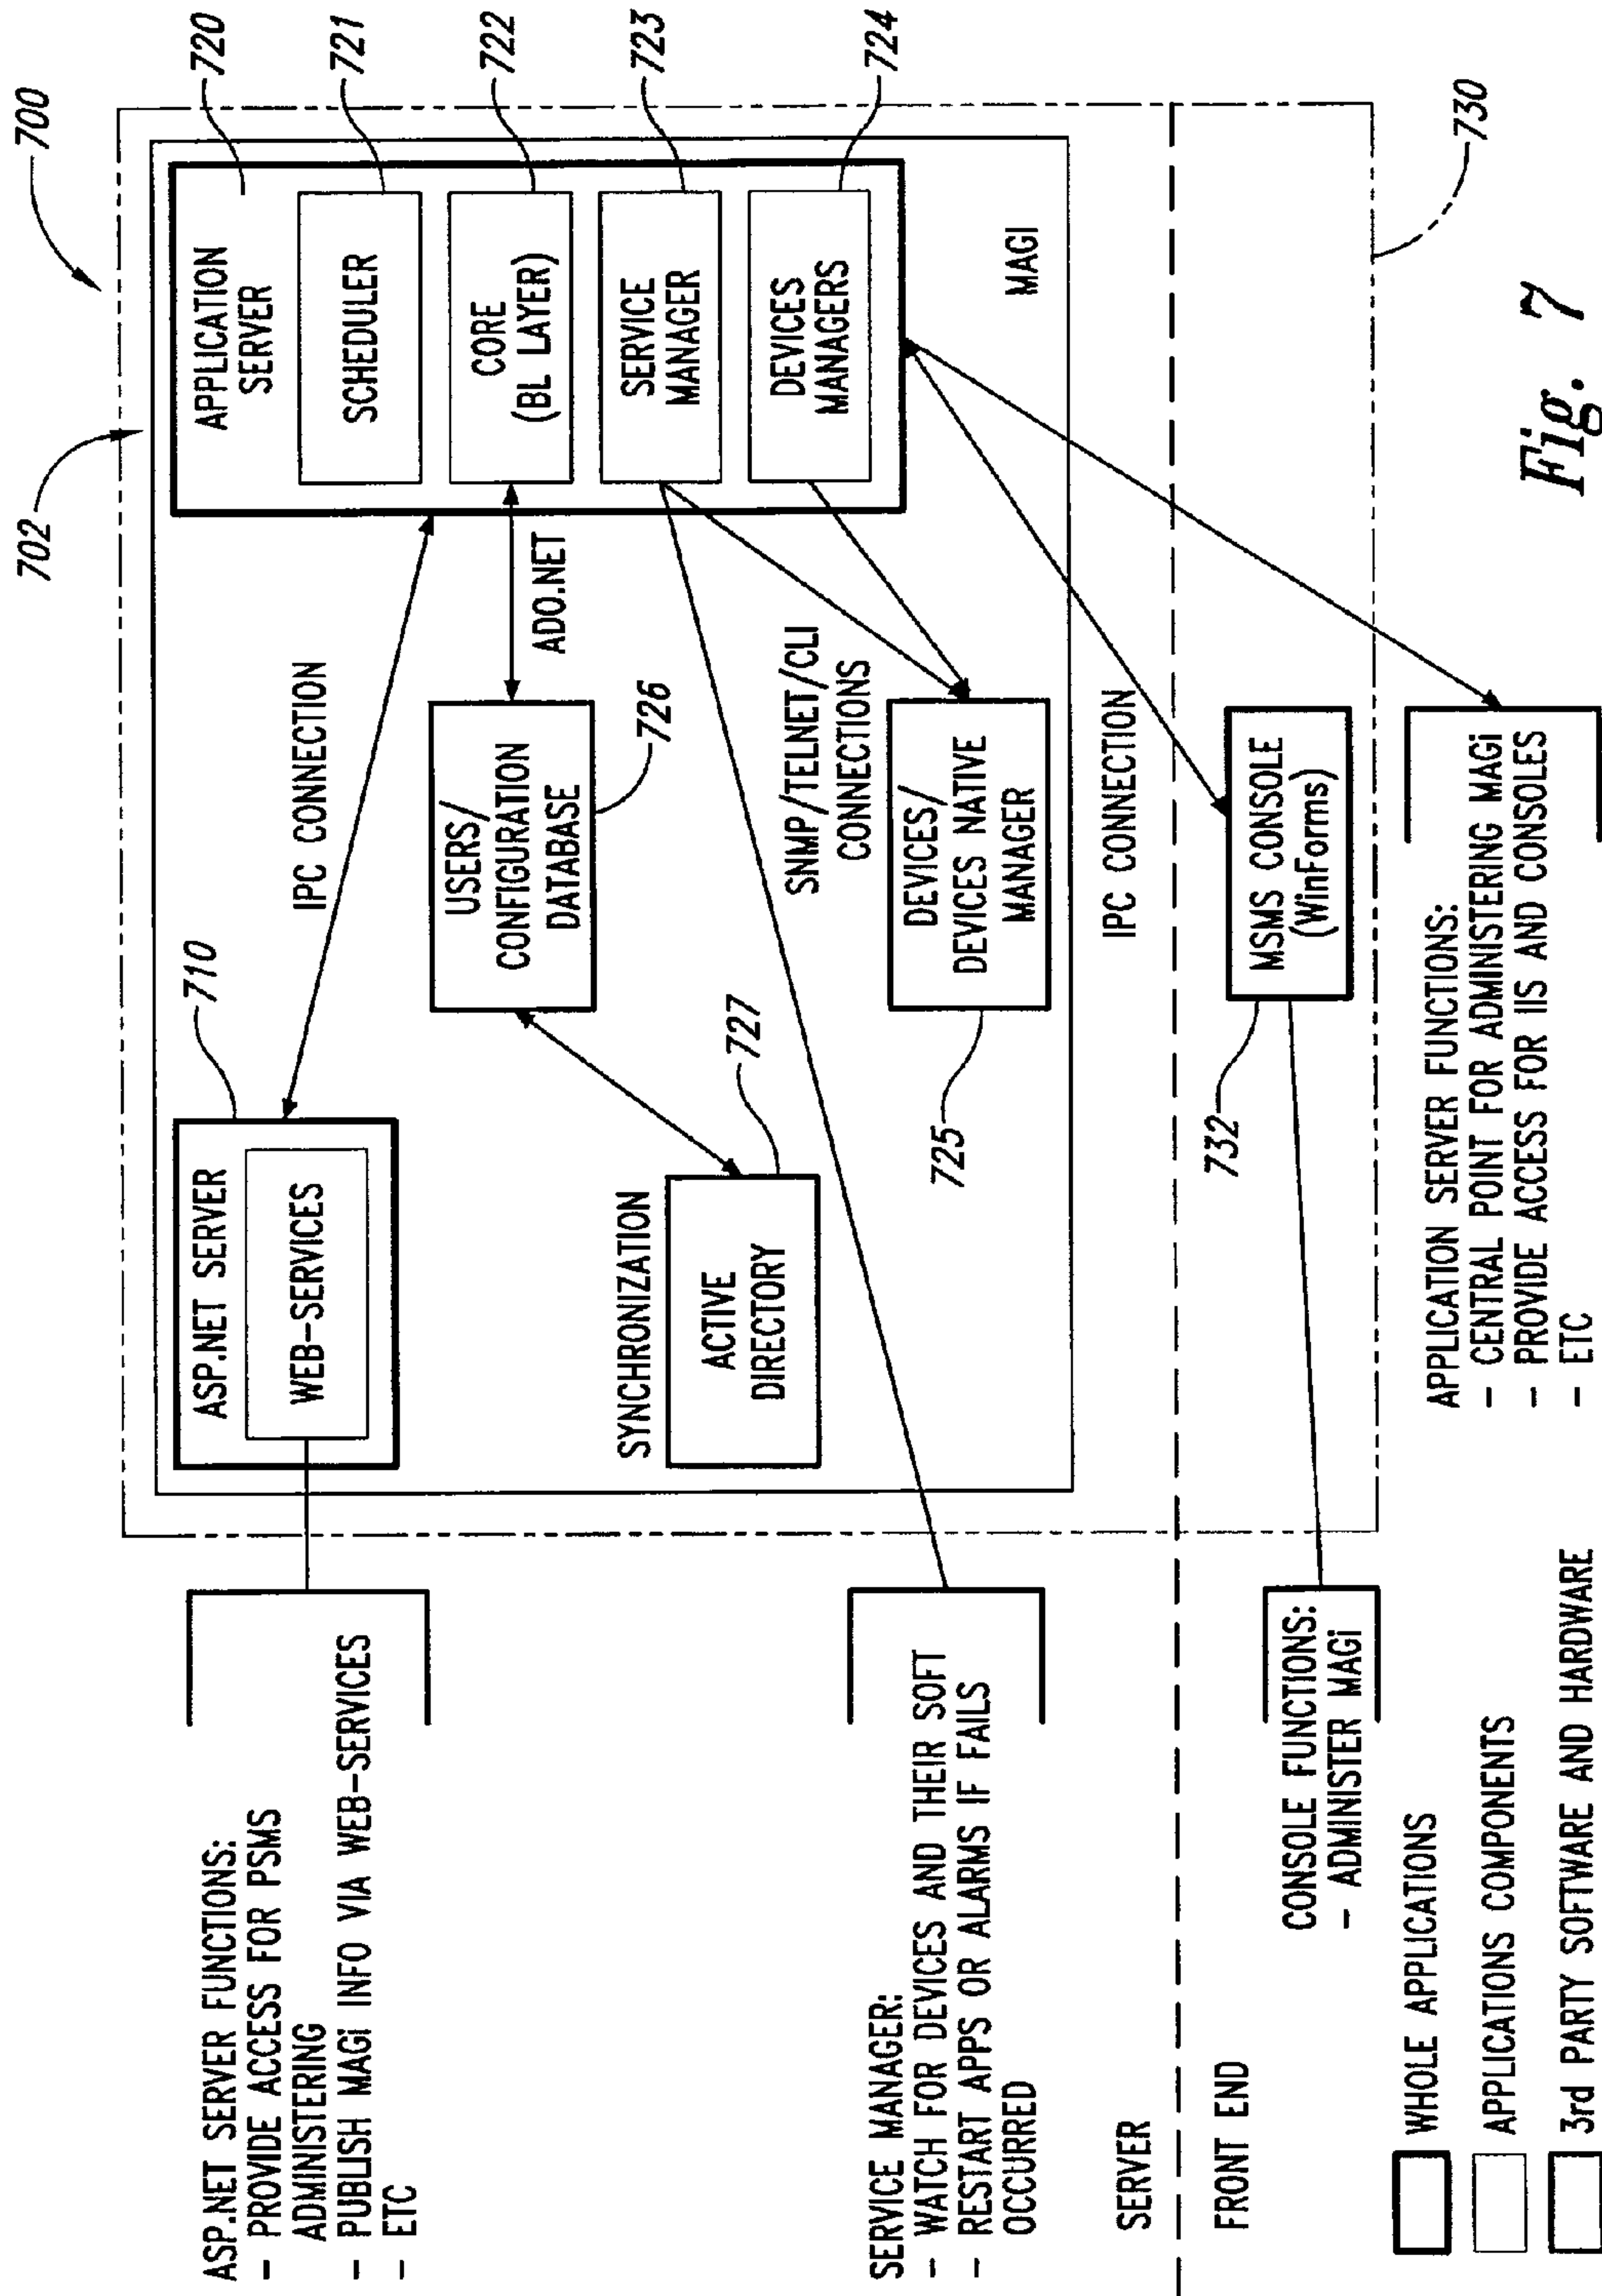 700
702
ASP.NET SERVER FUNCTIONS:
- PROVIDE ACCESS FOR PSMS
ADMINISTERING
- PUBLISH MAGi INFO VIA WEB-SERVICES
- ETC
710
ASP.NET SERVER
WEB-SERVICES
IPC CONNECTION
APPLICATION
SERVER
720
SCHEDULER
721
CORE
(BL LAYER)
722
SERVICE
MANAGER
723
DEVICES
MANAGERS
724
ADO.NET
USERS/
CONFIGURATION
DATABASE
726
SYNCHRONIZATION
ACTIVE
DIRECTORY
727
SNMP/TELNET/CLI
CONNECTIONS
DEVICES/
DEVICES NATIVE
MANAGER
725
MAGI
SERVICE MANAGER:
- WATCH FOR DEVICES AND THEIR SOFT
- RESTART APPS OR ALARMS IF FAILS
OCCURRED
SERVER
FRONT END
IPC CONNECTION
MSMS CONSOLE
(WinForms)
732
730
CONSOLE FUNCTIONS:
- ADMINISTER MAGi
APPLICATION SERVER FUNCTIONS:
- CENTRAL POINT FOR ADMINISTERING MAGi
- PROVIDE ACCESS FOR IIS AND CONSOLES
- ETC
WHOLE APPLICATIONS
APPLICATIONS COMPONENTS
3rd PARTY SOFTWARE AND HARDWARE
Fig. 7